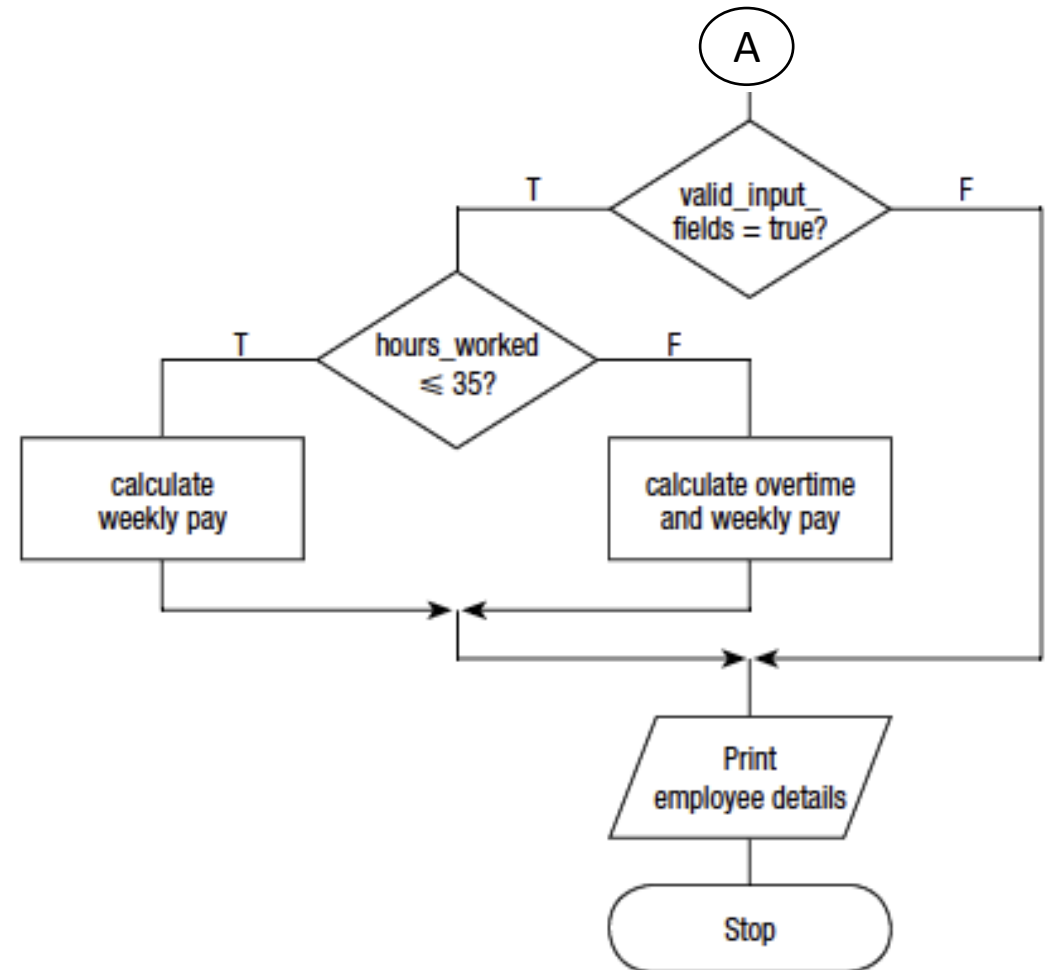 A
valid_input_
fields = true?
T
F
hours_worked
≤ 35?
T
F
calculate
weekly pay
calculate overtime
and weekly pay
Print
employee details
Stop